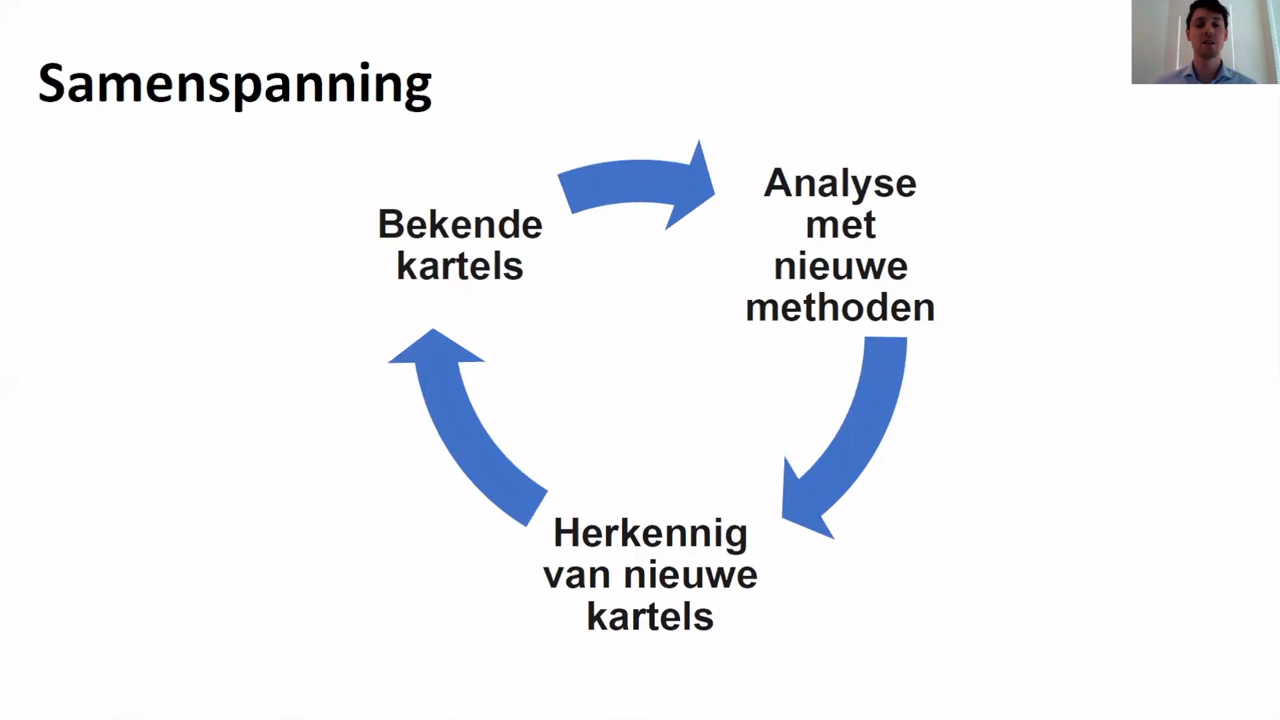 Samenspanning
Bekende
kartels
Analyse
met
nieuwe
methoden
Herkennig
van nieuwe
kartels